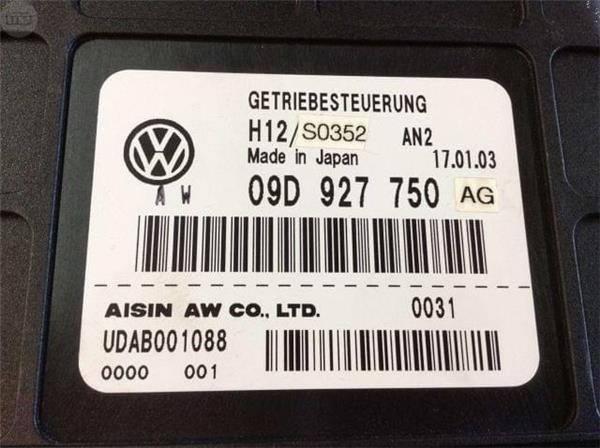 GETRIEBESTEUERUNG
H12/S0352 AN2
Made in Japan 17.01.03
A W 09D 927 750 AG
AISIN AW CO., LTD. 0031
UDAB001088
0000 001